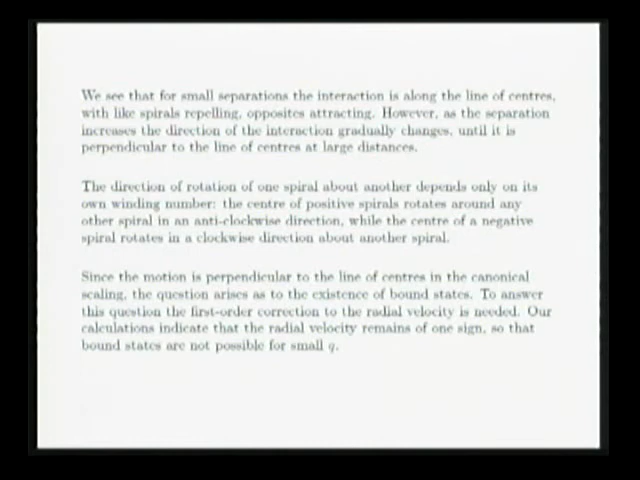 We see that for small separations the interaction is along the line of centres,
with like spirals repelling, opposites attracting. However, as the separation
increases the direction of the interaction gradually changes, until it is
perpendicular to the line of centres at large distances.
The direction of rotation of one spiral about another depends only on its
own winding number: the centre of positive spirals rotates around any
other spiral in an anti-clockwise direction, while the centre of a negative
spiral rotates in a clockwise direction about another spiral.
Since the motion is perpendicular to the line of centres in the canonical
scaling, the question arises as to the existence of bound states. To answer
this question the first-order correction to the radial velocity is needed. Our
calculations indicate that the radial velocity remains of one sign, so that
bound states are not possible for small q.